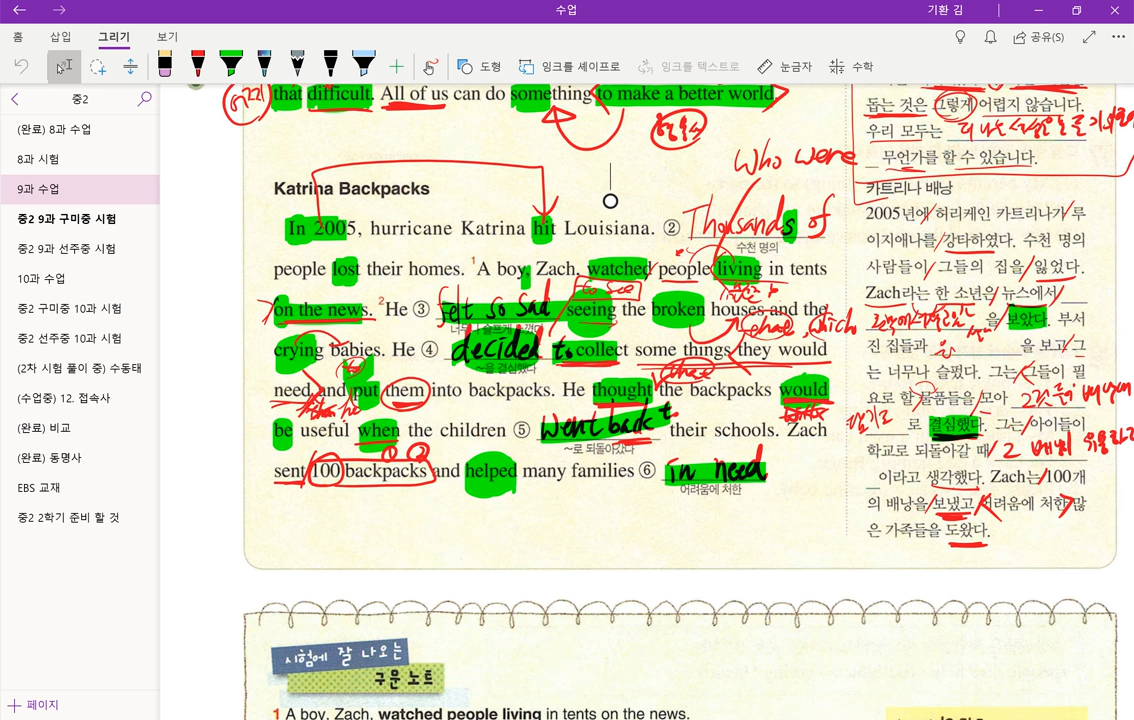 수업
기환 김
홈 삽입 그리기 보기
도형 잉크를 셰이프로 잉크를 텍스트로 눈금자 수학
공유(S)
중2
(완료) 8과 수업
8과 시험
9과 수업
중2 9과 구미중 시험
중2 9과 선주중 시험
10과 수업
중2 구미중 10과 시험
중2 선주중 10과 시험
(2차 시험 풀이 중) 수동태
(수업중) 12. 접속사
(완료) 비교
(완료) 동명사
EBS 교재
중2 2학기 준비 할 것
페이지
that difficult. All of us can do something to make a better world.
who were
Katrina Backpacks
In 2005, hurricane Katrina hit Louisiana. ② Thousands of
수천 명의
people lost their homes. 1 A boy, Zach, watched people living in tents
to see
on the news. 2 He ③ felt so sad seeing the broken houses and the
너무나 슬프게 느꼈다
that, which
crying babies. He ④ decided to collect some things they would
~을 결심했다
that
need and put them into backpacks. He thought the backpacks would
be useful when the children ⑤ went back to their schools. Zach
~로 되돌아갔다
① ②
sent 100 backpacks and helped many families ⑥ in need
어려움에 처한
돕는 것은 그렇게 어렵지 않습니다.
우리 모두는
무언가를 할 수 있습니다.
카트리나 배낭
2005년에 허리케인 카트리나가 루
이지애나를 강타하였다. 수천 명의
사람들이 그들의 집을 잃었다.
Zach라는 한 소년은 뉴스에서
을 보았다. 부서
진 집들과 을 보고 그
는 너무나 슬펐다. 그는 그들이 필
요로 할 물품들을 모아
로 결심했다. 그는 아이들이
학교로 되돌아갈 때
이라고 생각했다. Zach는 100개
의 배낭을 보냈고 어려움에 처한 많
은 가족들을 도왔다.
시험에 잘 나오는
구문 노트
1 A boy, Zach, watched people living in tents on the news.